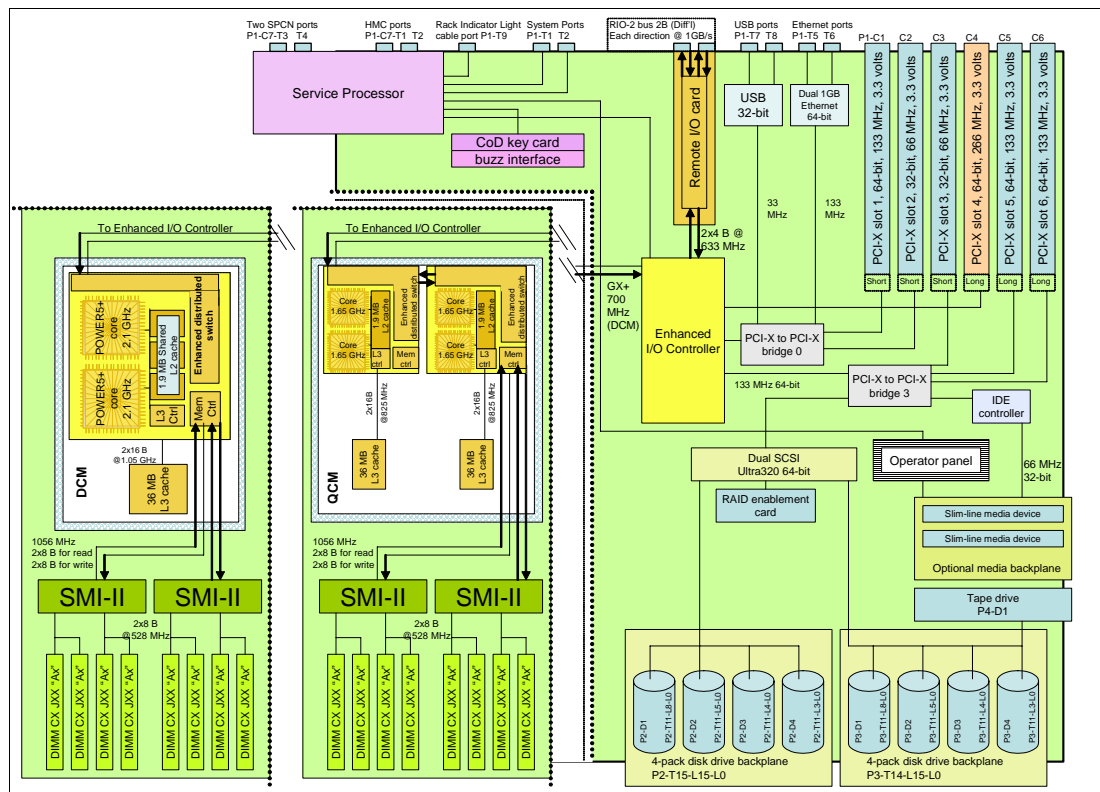 Two SPCN ports
P1-C7-T3 T4
HMC ports
P1-C7-T1 T2
Rack Indicator Light
cable port P1-T9
System Ports
P1-T1 T2
RIO-2 bus 2B (Diff'l)
Each direction @ 1GB/s
USB ports
P1-T7 T8
Ethernet ports
P1-T5 T6
P1-C1
C2
C3
C4
C5
C6
Service Processor
CoD key card
buzz interface
Remote I/O card
USB
32-bit
Dual 1GB
Ethernet
64-bit
PCI-X slot 1, 64-bit, 133 MHz, 3.3 volts
PCI-X slot 2, 32-bit, 66 MHz, 3.3 volts
PCI-X slot 3, 32-bit, 66 MHz, 3.3 volts
PCI-X slot 4, 64-bit, 266 MHz, 3.3 volts
PCI-X slot 5, 64-bit, 133 MHz, 3.3 volts
PCI-X slot 6, 64-bit, 133 MHz, 3.3 volts
Short
Short
Short
Long
Long
Long
33
MHz
133
MHz
2x4 B @
633 MHz
GX+
700
MHz
(DCM)
Enhanced
I/O Controller
PCI-X to PCI-X
bridge 0
133 MHz 64-bit
PCI-X to PCI-X
bridge 3
IDE
controller
Dual SCSI
Ultra320 64-bit
RAID enablement
card
Operator panel
66 MHz
32-bit
Slim-line media device
Slim-line media device
Optional media backplane
Tape drive
P4-D1
To Enhanced I/O Controller
POWER5+
core
2.1 GHz
POWER5+
core
2.1 GHz
1.9 MB Shared
L2 cache
Enhanced distributed
switch
L3
Ctrl
Mem
Ctrl
2x16 B
@1.05 GHz
36 MB
L3 cache
DCM
1056 MHz
2x8 B for read
2x8 B for write
SMI-II
SMI-II
2x8 B
@528 MHz
DIMM CX JXX "Ax"
DIMM CX JXX "Ax"
DIMM CX JXX "Ax"
DIMM CX JXX "Ax"
DIMM CX JXX "Ax"
DIMM CX JXX "Ax"
DIMM CX JXX "Ax"
DIMM CX JXX "Ax"
To Enhanced I/O Controller
Core
1.65 GHz
Core
1.65 GHz
1.9 MB
L2 cache
Enhanced
distributed switch
L3
ctrl
Mem
ctrl
Core
1.65 GHz
Core
1.65 GHz
1.9 MB
L2 cache
Enhanced
distributed switch
L3
ctrl
Mem
ctrl
2x16B
@825 MHz
2x16B
@825 MHz
36 MB
L3 cache
36 MB
L3 cache
QCM
1056 MHz
2x8 B for read
2x8 B for write
SMI-II
SMI-II
2x8 B
@528 MHz
DIMM CX JXX "Ax"
DIMM CX JXX "Ax"
DIMM CX JXX "Ax"
DIMM CX JXX "Ax"
DIMM CX JXX "Ax"
DIMM CX JXX "Ax"
DIMM CX JXX "Ax"
DIMM CX JXX "Ax"
P2-D1
P2-T11-L8-L0
P2-D2
P2-T11-L5-L0
P2-D3
P2-T11-L4-L0
P2-D4
P2-T11-L3-L0
4-pack disk drive backplane
P2-T15-L15-L0
P3-D1
P3-T11-L8-L0
P3-D2
P3-T11-L5-L0
P3-D3
P3-T11-L4-L0
P3-D4
P3-T11-L3-L0
4-pack disk drive backplane
P3-T14-L15-L0